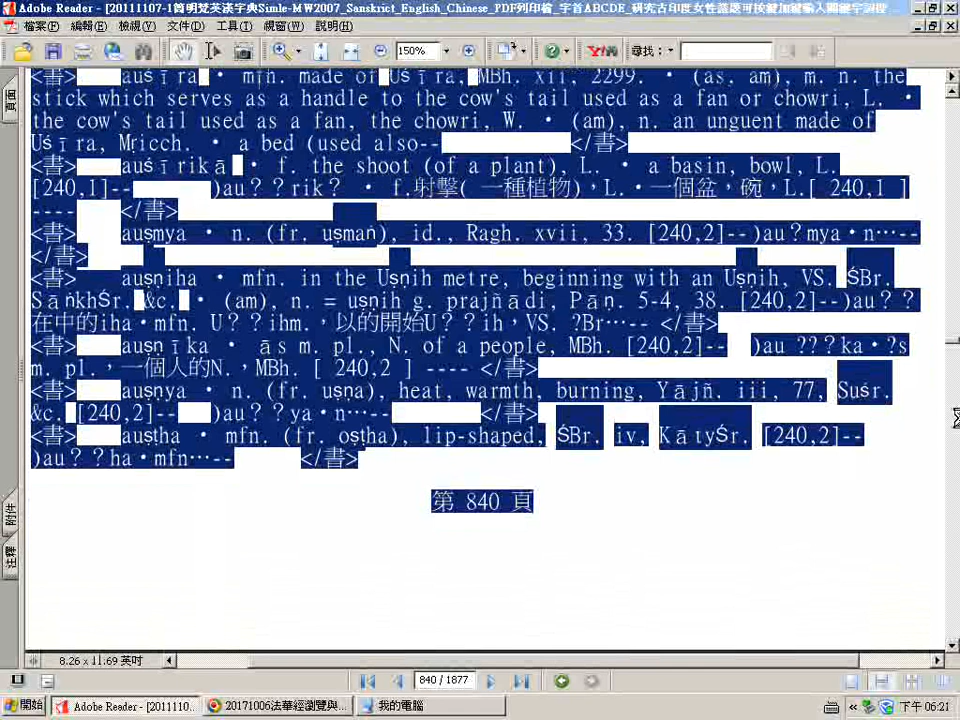 Adobe Reader - [20111107-1簡明梵英漢字典Simle-MW2007_Sanskrict_English_Chinese_PDF列印檔_字首ABCDE_研究古印度女性議題可按鍵加鍵輸入關鍵字詞搜...
檔案(F) 編輯(E) 檢視(V) 文件(D) 工具(T) 視窗(W) 說明(H)
150% 尋找：
頁面
<書> auśīra • mfn. made of Uśīra, MBh. xii, 2299. • (as, am), m. n. the
stick which serves as a handle to the cow's tail used as a fan or chowri, L. •
the cow's tail used as a fan, the chowri, W. • (am), n. an unguent made of
Uśīra, Mṛicch. • a bed (used also-- </書>
<書> auśīrikā • f. the shoot (of a plant), L. • a basin, bowl, L.
[240,1]-- )au？？rik？ • f.射擊( 一種植物)，L.•一個盆，碗，L.[ 240,1 ]
---- </書>
<書> auṣmya • n. (fr. uṣman), id., Ragh. xvii, 33. [240,2]--)au？mya•n…--
</書>
<書> auṣṇiha • mfn. in the Uṣṇih metre, beginning with an Uṣṇih, VS. ŚBr.
SāṅkhŚr. &c. • (am), n. = uṣṇih g. prajñādi, Pāṇ. 5-4, 38. [240,2]--)au？？
在中的iha•mfn. U？？ihm.，以的開始U？？ih，VS. ?Br…-- </書>
<書> auṣṇīka • ās m. pl., N. of a people, MBh. [240,2]-- )au ???ka•?s
m. pl.，一個人的N.，MBh. [ 240,2 ] ---- </書>
<書> auṣṇya • n. (fr. uṣṇa), heat, warmth, burning, Yājñ. iii, 77, Suśr.
&c. [240,2]-- )au？？ya•n…-- </書>
<書> auṣṭha • mfn. (fr. oṣṭha), lip-shaped, ŚBr. iv, KātyŚr. [240,2]--
)au？？ha•mfn…-- </書>
第 840 頁
附件
注釋
8.26 x 11.69 英吋
840 / 1877
開始 Adobe Reader - [2011110... 20171006法華經瀏覽與... 我的電腦 下午 06:21